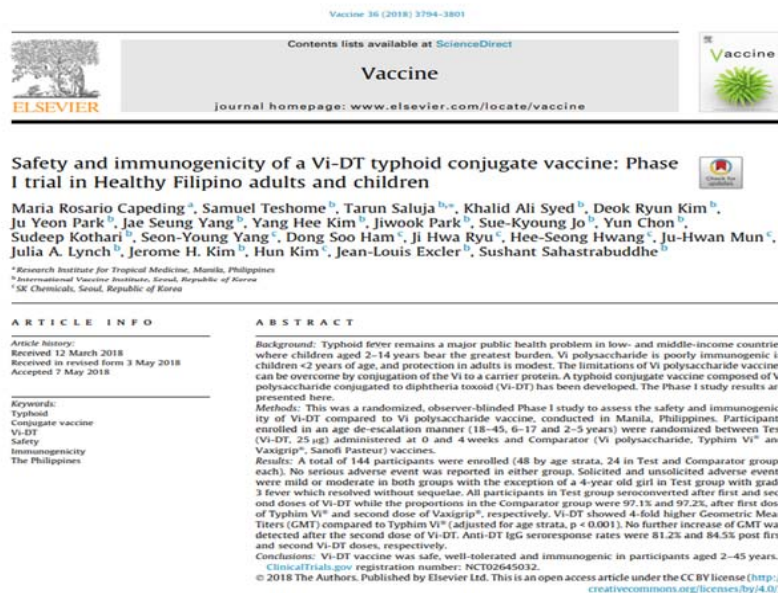 Vaccine 36 (2018) 3794–3801
Contents lists available at ScienceDirect
Vaccine
journal homepage: www.elsevier.com/locate/vaccine
ELSEVIER
Vaccine
Safety and immunogenicity of a Vi-DT typhoid conjugate vaccine: Phase
I trial in Healthy Filipino adults and children
Check for
updates
Maria Rosario Capeding a, Samuel Teshome b, Tarun Saluja b,*, Khalid Ali Syed b, Deok Ryun Kim b,
Ju Yeon Park b, Jae Seung Yang b, Yang Hee Kim b, Jiwook Park b, Sue-Kyoung Jo b, Yun Chon b,
Sudeep Kothari b, Seon-Young Yang c, Dong Soo Ham c, Ji Hwa Ryu c, Hee-Seong Hwang c, Ju-Hwan Mun c,
Julia A. Lynch b, Jerome H. Kim b, Hun Kim c, Jean-Louis Excler b, Sushant Sahastrabuddhe b
a Research Institute for Tropical Medicine, Manila, Philippines
b International Vaccine Institute, Seoul, Republic of Korea
c SK Chemicals, Seoul, Republic of Korea
ARTICLE INFO
Article history:
Received 12 March 2018
Received in revised form 3 May 2018
Accepted 7 May 2018
Keywords:
Typhoid
Conjugate vaccine
Vi-DT
Safety
Immunogenicity
The Philippines
ABSTRACT
Background: Typhoid fever remains a major public health problem in low- and middle-income countrie
where children aged 2–14 years bear the greatest burden. Vi polysaccharide is poorly immunogenic i
children <2 years of age, and protection in adults is modest. The limitations of Vi polysaccharide vaccine
can be overcome by conjugation of the Vi to a carrier protein. A typhoid conjugate vaccine composed of V
polysaccharide conjugated to diphtheria toxoid (Vi-DT) has been developed. The Phase I study results ar
presented here.
Methods: This was a randomized, observer-blinded Phase I study to assess the safety and immunogenic
ity of Vi-DT compared to Vi polysaccharide vaccine, conducted in Manila, Philippines. Participant
enrolled in an age de-escalation manner (18–45, 6–17 and 2–5 years) were randomized between Tes
(Vi-DT, 25 µg) administered at 0 and 4 weeks and Comparator (Vi polysaccharide, Typhim Vi® and
Vaxigrip®, Sanofi Pasteur) vaccines.
Results: A total of 144 participants were enrolled (48 by age strata, 24 in Test and Comparator group
each). No serious adverse event was reported in either group. Solicited and unsolicited adverse event
were mild or moderate in both groups with the exception of a 4-year old girl in Test group with grad
3 fever which resolved without sequelae. All participants in Test group seroconverted after first and sec
ond doses of Vi-DT while the proportions in the Comparator group were 97.1% and 97.2%, after first dos
of Typhim Vi® and second dose of Vaxigrip®, respectively. Vi-DT showed 4-fold higher Geometric Mea
Titers (GMT) compared to Typhim Vi® (adjusted for age strata, p < 0.001). No further increase of GMT wa
detected after the second dose of Vi-DT. Anti-DT IgG seroresponse rates were 81.2% and 84.5% post firs
and second Vi-DT doses, respectively.
Conclusions: Vi-DT vaccine was safe, well-tolerated and immunogenic in participants aged 2–45 years.
ClinicalTrials.gov registration number: NCT02645032.
© 2018 The Authors. Published by Elsevier Ltd. This is an open access article under the CC BY license (http:/
creativecommons.org/licenses/by/4.0/